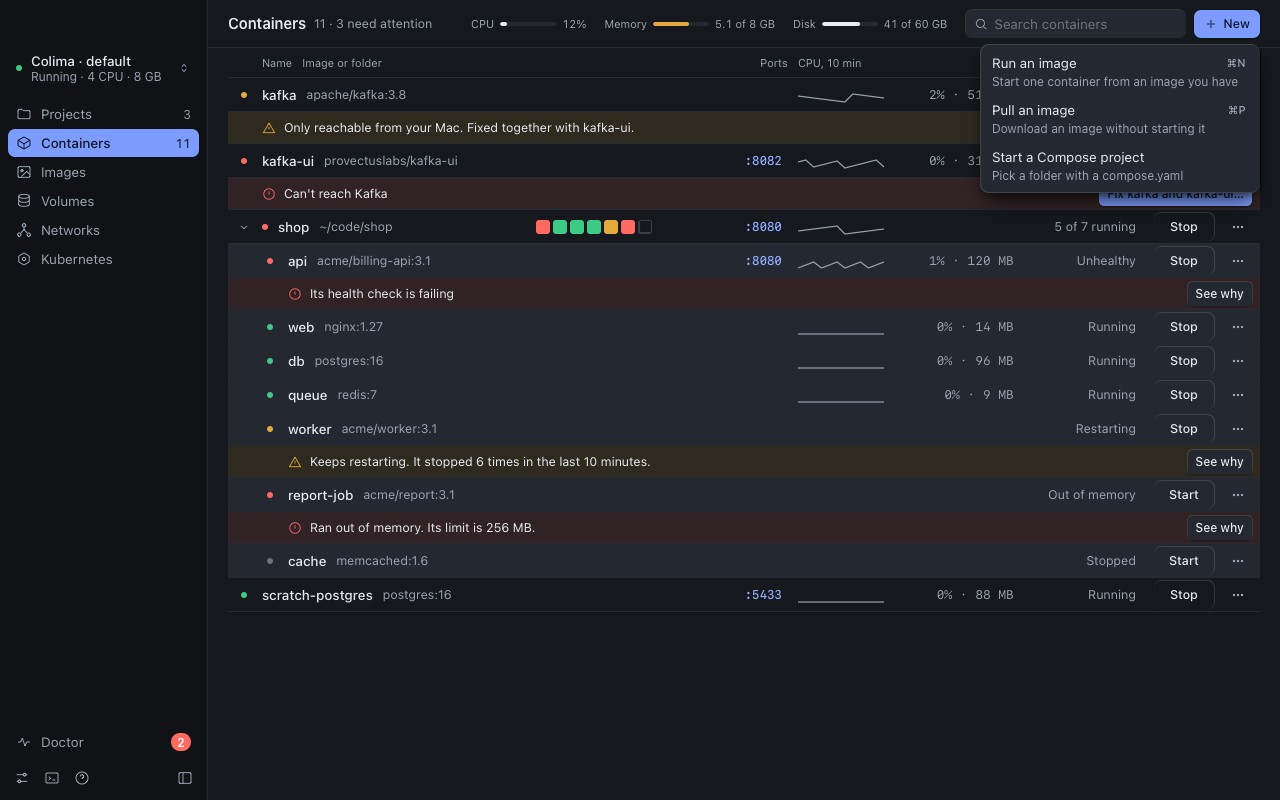 Colima · default
Running · 4 CPU · 8 GB
Projects 3
Containers 11
Images
Volumes
Networks
Kubernetes
Doctor 2
Containers 11 · 3 need attention CPU 12% Memory 5.1 of 8 GB Disk 41 of 60 GB Search containers + New
Run an image ⌘N
Start one container from an image you have
Pull an image ⌘P
Download an image without starting it
Start a Compose project
Pick a folder with a compose.yaml
Name Image or folder Ports CPU, 10 min
kafka apache/kafka:3.8 2% ·
Only reachable from your Mac. Fixed together with kafka-ui.
kafka-ui provectuslabs/kafka-ui :8082 0% ·
Can't reach Kafka Fix kafka and kafka-ui...
shop ~/code/shop :8080 5 of 7 running Stop
api acme/billing-api:3.1 :8080 1% · 120 MB Unhealthy Stop
Its health check is failing See why
web nginx:1.27 0% · 14 MB Running Stop
db postgres:16 0% · 96 MB Running Stop
queue redis:7 0% · 9 MB Running Stop
worker acme/worker:3.1 Restarting Stop
Keeps restarting. It stopped 6 times in the last 10 minutes. See why
report-job acme/report:3.1 Out of memory Start
Ran out of memory. Its limit is 256 MB. See why
cache memcached:1.6 Stopped Start
scratch-postgres postgres:16 :5433 0% · 88 MB Running Stop